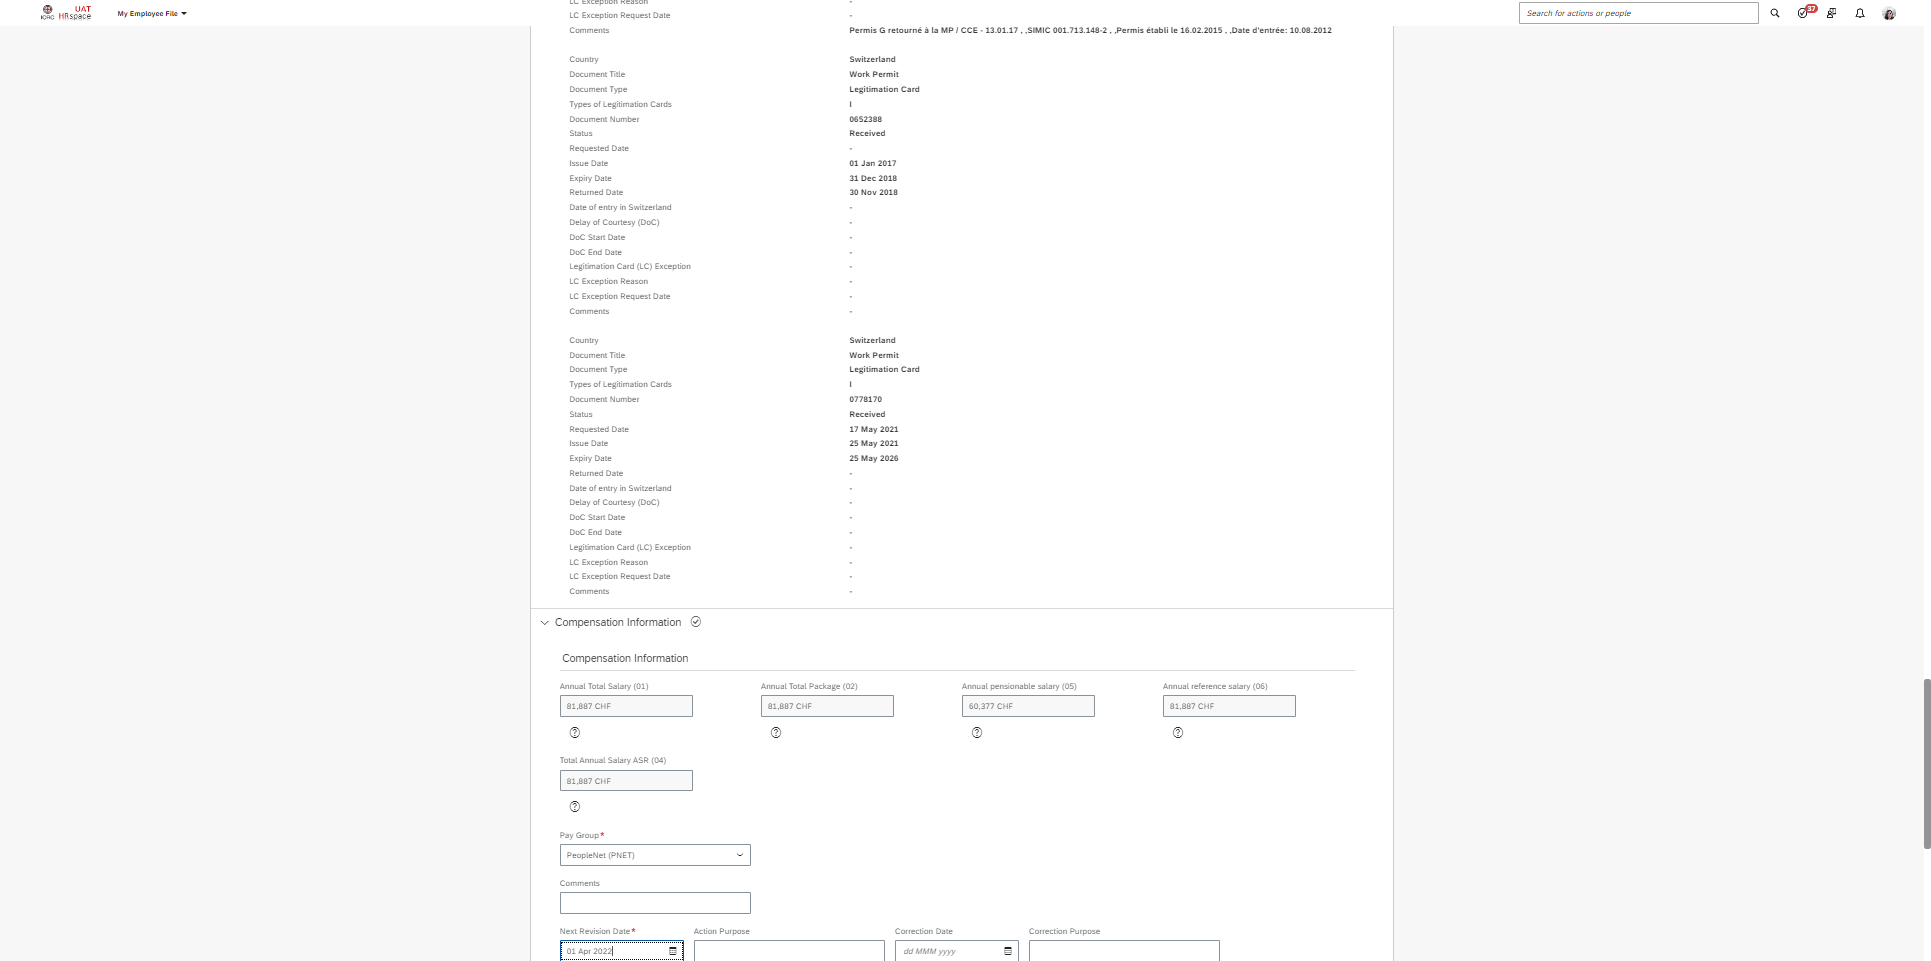 UAT
ICRC HRspace
My Employee File
Search for actions or people
37
LC Exception Reason -
LC Exception Request Date -
Comments Permis G retourné à la MP / CCE - 13.01.17 , ,SIMIC 001.713.148-2 , ,Permis établi le 16.02.2015 , ,Date d'entrée: 10.08.2012
Country Switzerland
Document Title Work Permit
Document Type Legitimation Card
Types of Legitimation Cards I
Document Number 0652388
Status Received
Requested Date -
Issue Date 01 Jan 2017
Expiry Date 31 Dec 2018
Returned Date 30 Nov 2018
Date of entry in Switzerland -
Delay of Courtesy (DoC) -
DoC Start Date -
DoC End Date -
Legitimation Card (LC) Exception -
LC Exception Reason -
LC Exception Request Date -
Comments -
Country Switzerland
Document Title Work Permit
Document Type Legitimation Card
Types of Legitimation Cards I
Document Number 0778170
Status Received
Requested Date 17 May 2021
Issue Date 25 May 2021
Expiry Date 25 May 2026
Returned Date -
Date of entry in Switzerland -
Delay of Courtesy (DoC) -
DoC Start Date -
DoC End Date -
Legitimation Card (LC) Exception -
LC Exception Reason -
LC Exception Request Date -
Comments -
Compensation Information
Compensation Information
Annual Total Salary (01) Annual Total Package (02) Annual pensionable salary (05) Annual reference salary (06)
81,887 CHF 81,887 CHF 60,377 CHF 81,887 CHF
Total Annual Salary ASR (04)
81,887 CHF
Pay Group*
PeopleNet (PNET)
Comments
Next Revision Date* Action Purpose Correction Date Correction Purpose
01 Apr 2022 dd MMM yyyy